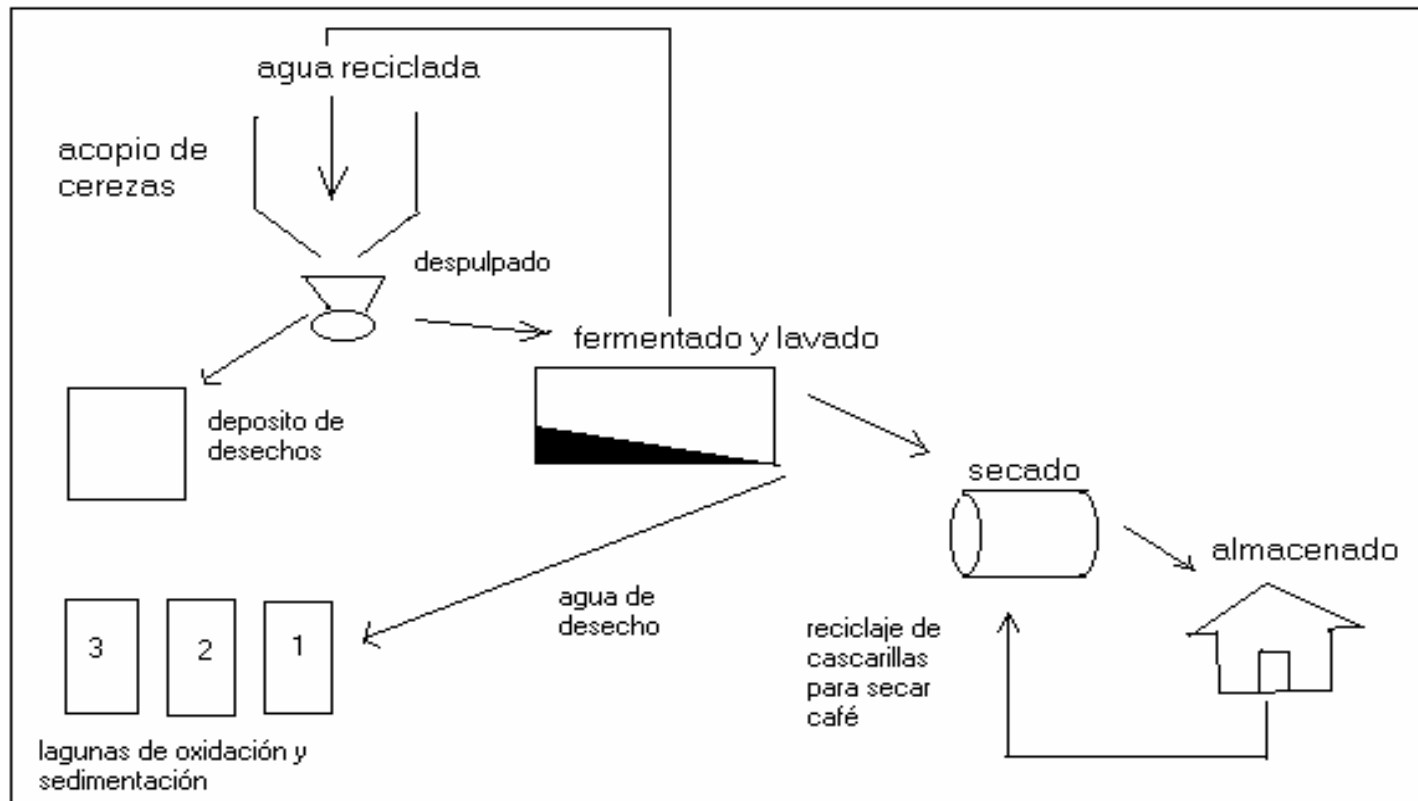 agua reciclada
acopio de
cerezas
despulpado
fermentado y lavado
deposito de
desechos
secado
almacenado
agua de
desecho
reciclaje de
cascarillas
para secar
café
3 2 1
lagunas de oxidación y
sedimentación